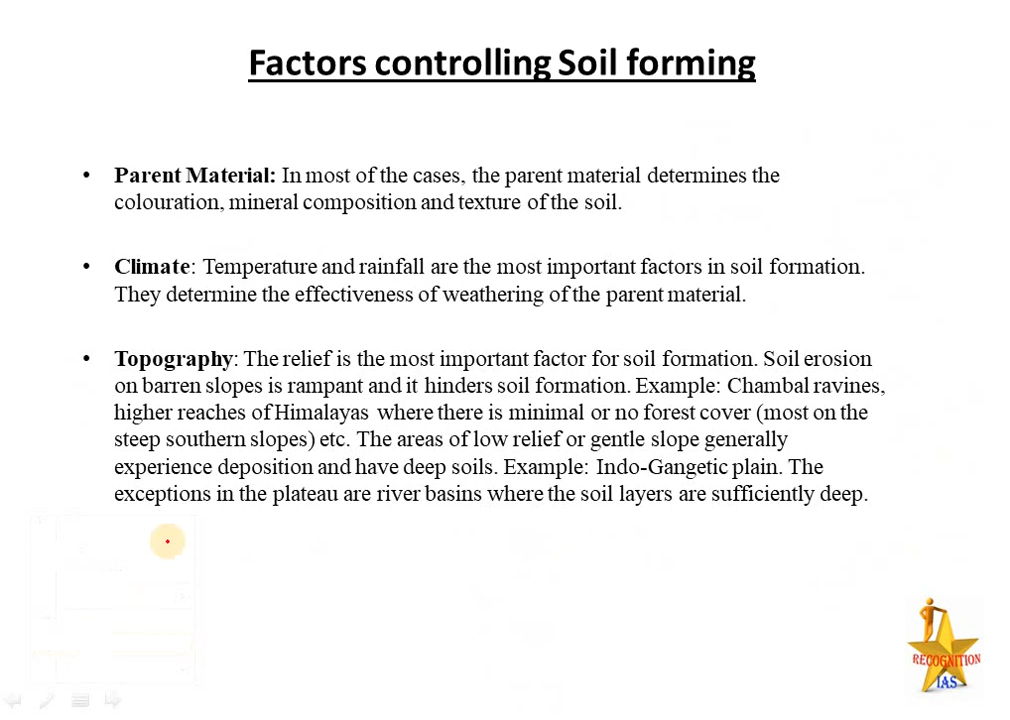 Factors controlling Soil forming
• Parent Material: In most of the cases, the parent material determines the
colouration, mineral composition and texture of the soil.
• Climate: Temperature and rainfall are the most important factors in soil formation.
They determine the effectiveness of weathering of the parent material.
• Topography: The relief is the most important factor for soil formation. Soil erosion
on barren slopes is rampant and it hinders soil formation. Example: Chambal ravines,
higher reaches of Himalayas where there is minimal or no forest cover (most on the
steep southern slopes) etc. The areas of low relief or gentle slope generally
experience deposition and have deep soils. Example: Indo-Gangetic plain. The
exceptions in the plateau are river basins where the soil layers are sufficiently deep.
RECOGNITION
IAS